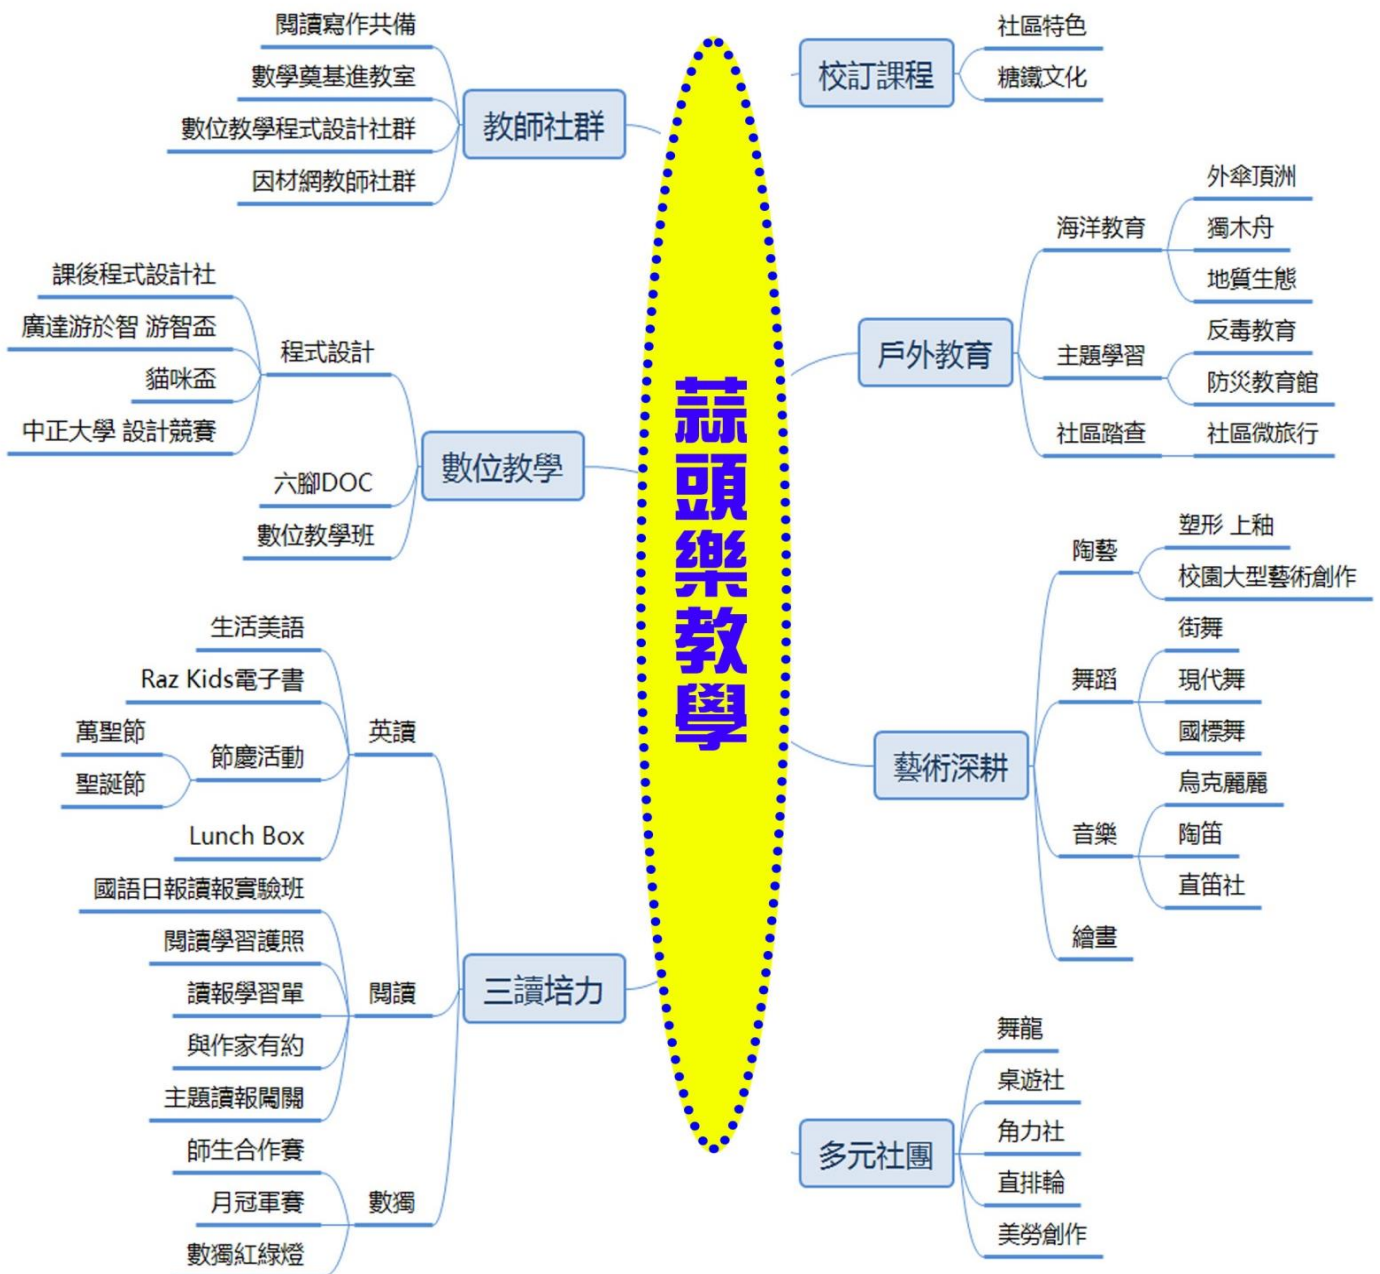 蒜頭樂教學
教師社群
閱讀寫作共備
數學奠基進教室
數位教學程式設計社群
因材網教師社群
數位教學
程式設計
課後程式設計社
廣達游於智 游智盃
貓咪盃
中正大學 設計競賽
六腳DOC
數位教學班
三讀培力
英讀
生活美語
Raz Kids電子書
節慶活動
萬聖節
聖誕節
Lunch Box
閱讀
國語日報讀報實驗班
閱讀學習護照
讀報學習單
與作家有約
主題讀報闖關
數獨
師生合作賽
月冠軍賽
數獨紅綠燈
校訂課程
社區特色
糖鐵文化
戶外教育
海洋教育
外傘頂洲
獨木舟
地質生態
主題學習
反毒教育
防災教育館
社區踏查
社區微旅行
藝術深耕
陶藝
塑形 上釉
校園大型藝術創作
舞蹈
街舞
現代舞
國標舞
音樂
烏克麗麗
陶笛
直笛社
繪畫
多元社團
舞龍
桌遊社
角力社
直排輪
美勞創作